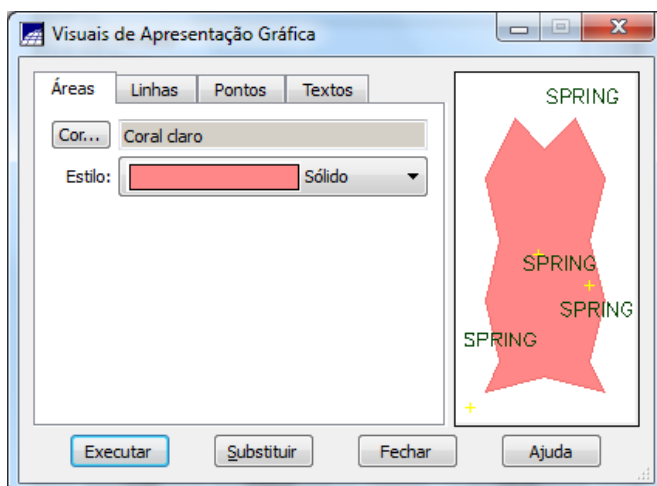 Visuais de Apresentação Gráfica
Áreas Linhas Pontos Textos
Cor... Coral claro
Estilo: Sólido
SPRING
SPRING
SPRING
SPRING
Executar Substituir Fechar Ajuda